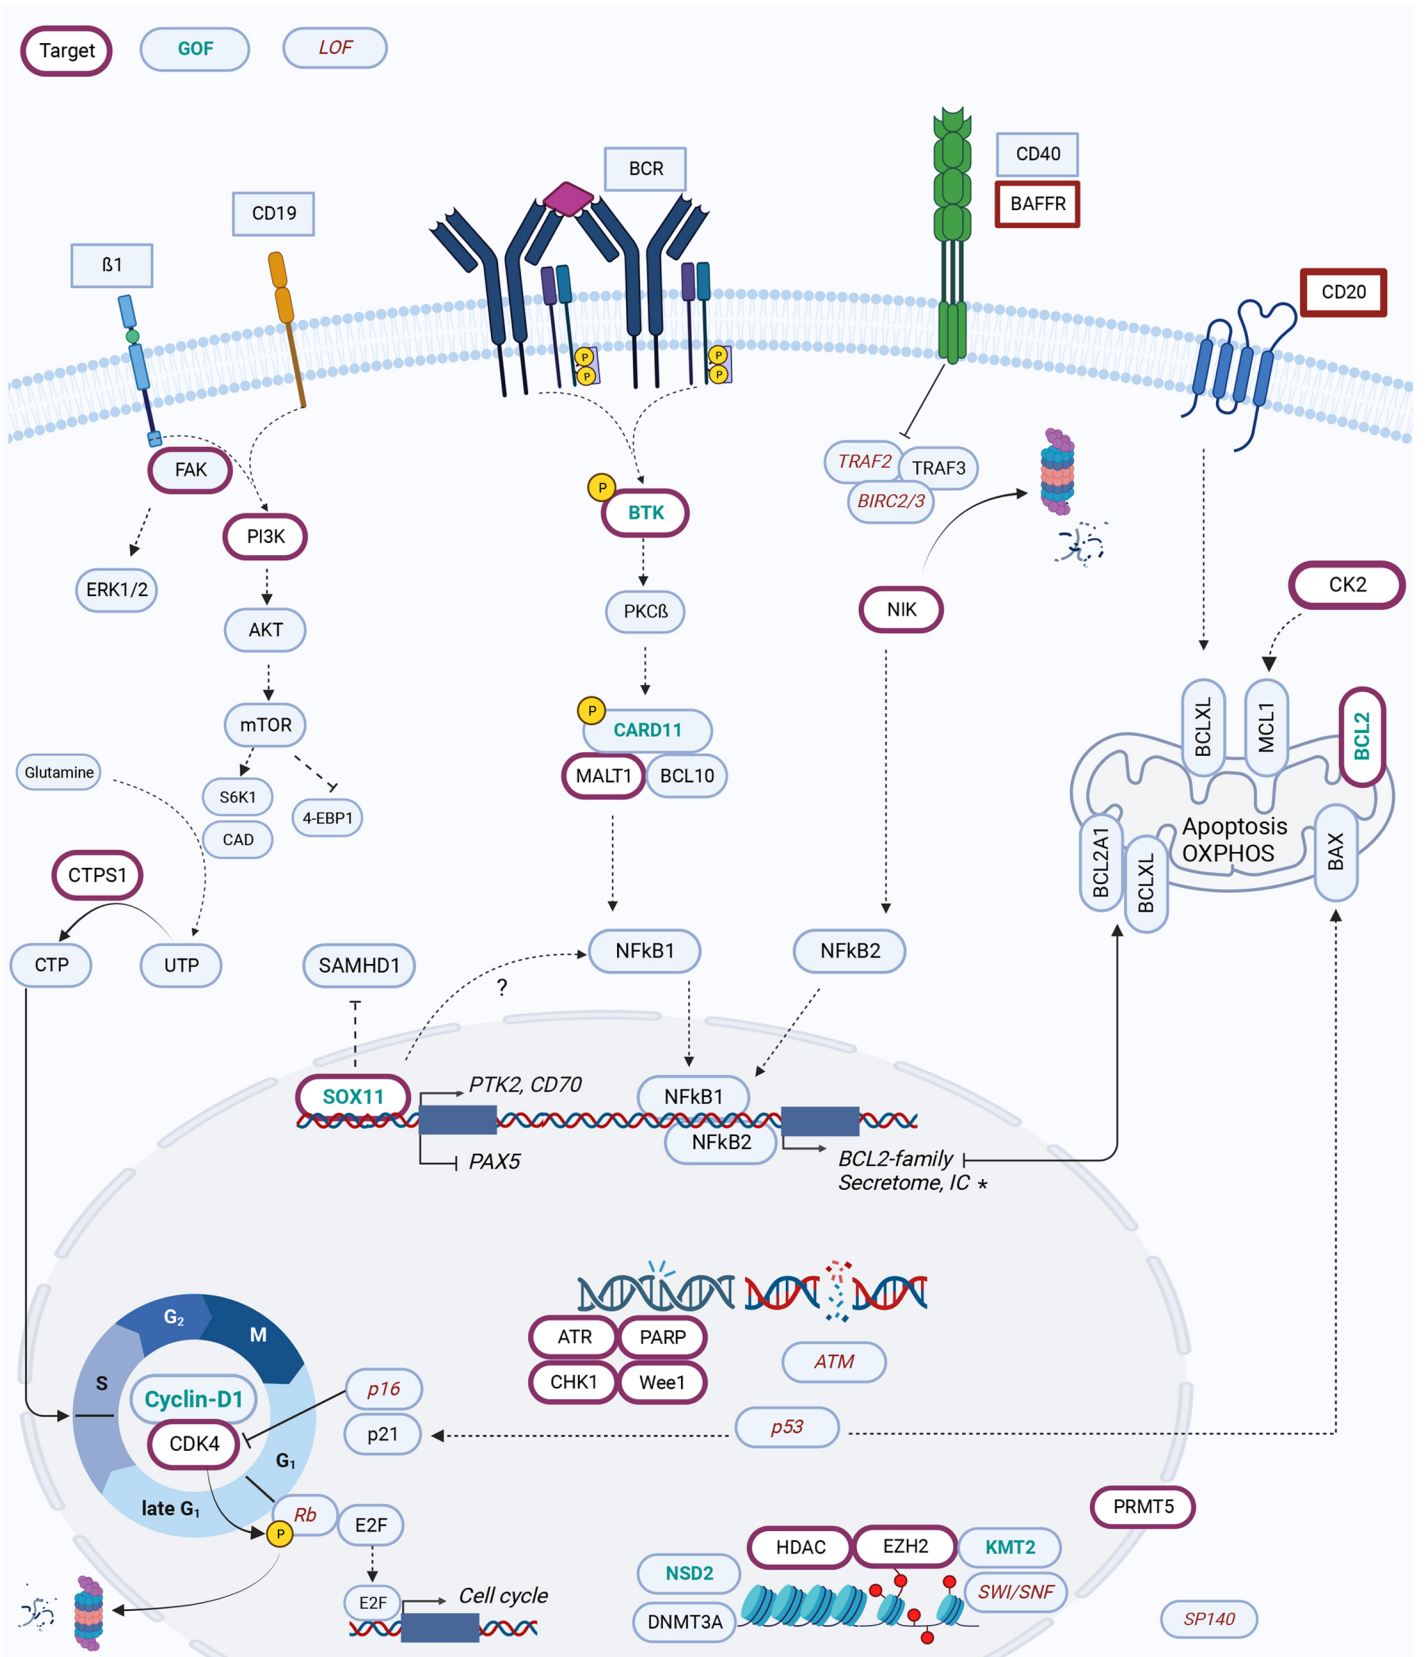 Target
GOF
LOF
CD40
BAFFR
BCR
CD19
ß1
CD20
P
P
P
P
FAK
TRAF2
TRAF3
BIRC2/3
P
BTK
PI3K
ERK1/2
PKCß
NIK
CK2
AKT
mTOR
P
CARD11
MALT1
BCL10
BCLXL
MCL1
BCL2
Glutamine
S6K1
4-EBP1
CAD
Apoptosis
OXPHOS
BCL2A1
BCLXL
BAX
CTPS1
CTP
UTP
SAMHD1
NFkB1
NFkB2
?
SOX11
PTK2, CD70
PAX5
NFkB1
NFkB2
BCL2-family
Secretome, IC *
ATR
PARP
CHK1
Wee1
ATM
G2
M
S
G1
late G1
Cyclin-D1
CDK4
p16
p21
p53
Rb
P
E2F
E2F
Cell cycle
PRMT5
HDAC
EZH2
KMT2
NSD2
SWI/SNF
DNMT3A
SP140